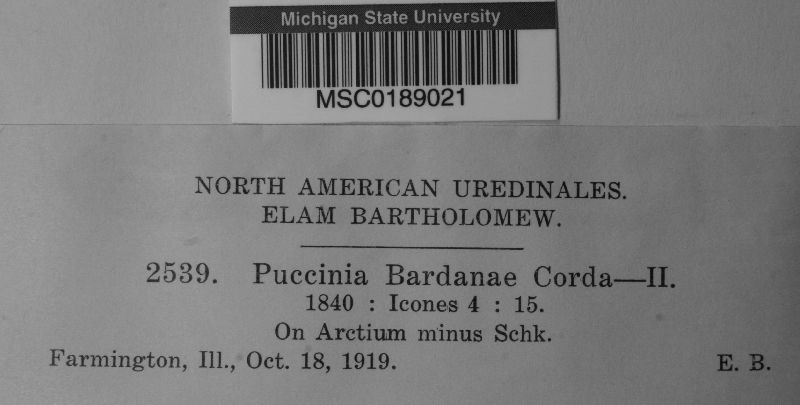 Michigan State University
MSC0189021
NORTH AMERICAN UREDINALES.
ELAM BARTHOLOMEW.
2539. Puccinia Bardanae Corda—II.
1840 : Icones 4 : 15.
On Arctium minus Schk.
Farmington, Ill., Oct. 18, 1919. E. B.